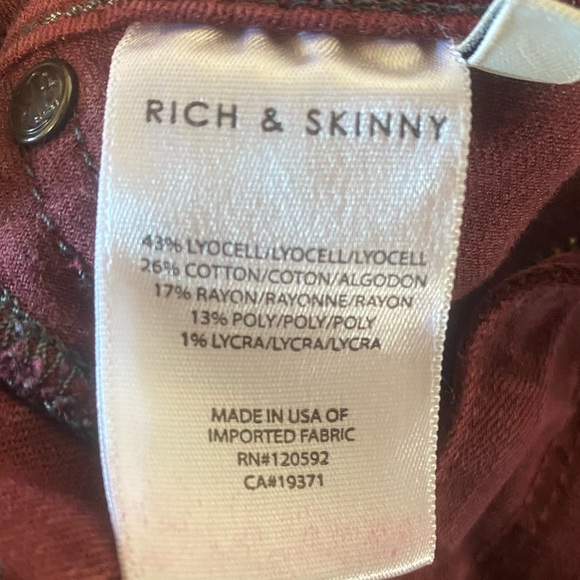 RICH & SKINNY
43% LYOCELL/LYOCELL/LYOCELL
26% COTTON/COTON/ALGODON
17% RAYON/RAYONNE/RAYON
13% POLY/POLY/POLY
1% LYCRA/LYCRA/LYCRA
MADE IN USA OF
IMPORTED FABRIC
RN#120592
CA#19371